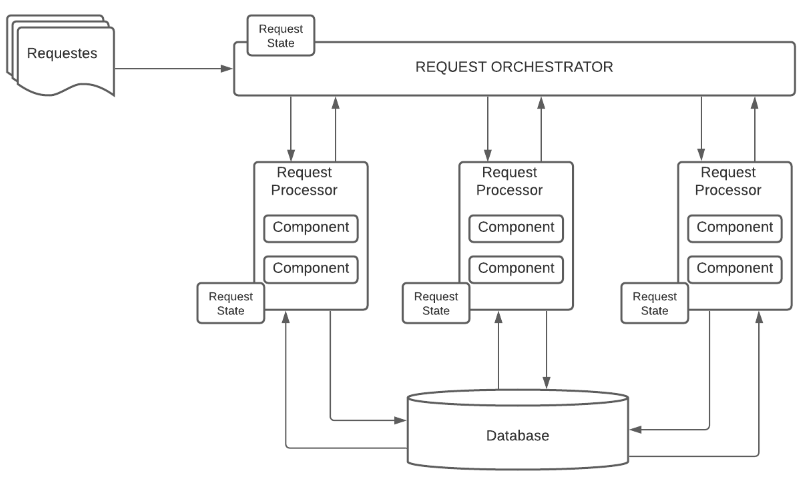 Requestes
Request
State
REQUEST ORCHESTRATOR
Request
Processor
Component
Component
Request
State
Request
Processor
Component
Component
Request
State
Request
Processor
Component
Component
Request
State
Database